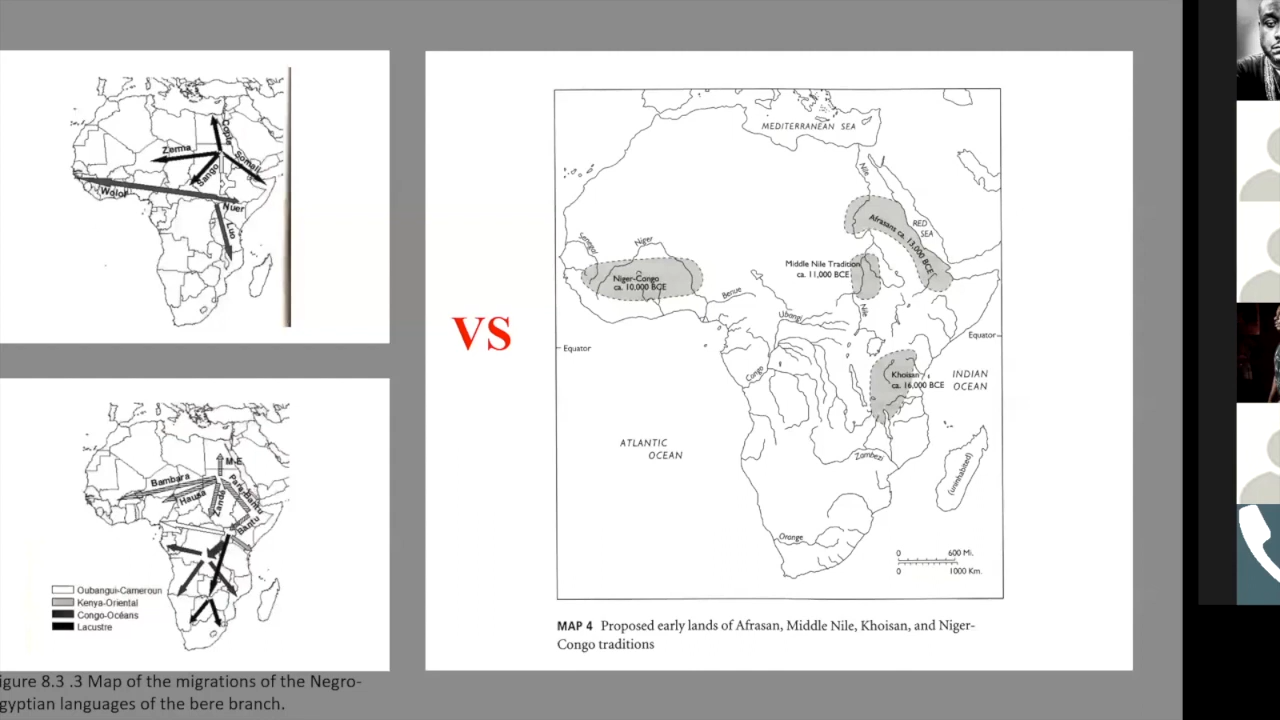 Zerma
Copte
Somali
Sango
Wolof
Nuer
Luo
M-E
Bambara
Hausa
Zande
Bantu
Oubangui-Cameroun
Kenya-Oriental
Congo-Océans
Lacustre
igure 8.3 .3 Map of the migrations of the Negro-
gyptian languages of the bere branch.
VS
MEDITERRANEAN SEA
Nile
RED
SEA
Afrasans ca. 13,000 BCE
Senegal
Niger
Niger-Congo
ca. 10,000 BCE
Middle Nile Tradition
ca. 11,000 BCE
Benue
Ubangi
Nile
Equator
Equator
Congo
Khoisan
ca. 16,000 BCE
INDIAN
OCEAN
ATLANTIC
OCEAN
Zambezi
(uninhabited)
Orange
0 600 Mi.
0 1000 Km.
MAP 4 Proposed early lands of Afrasan, Middle Nile, Khoisan, and Niger-
Congo traditions